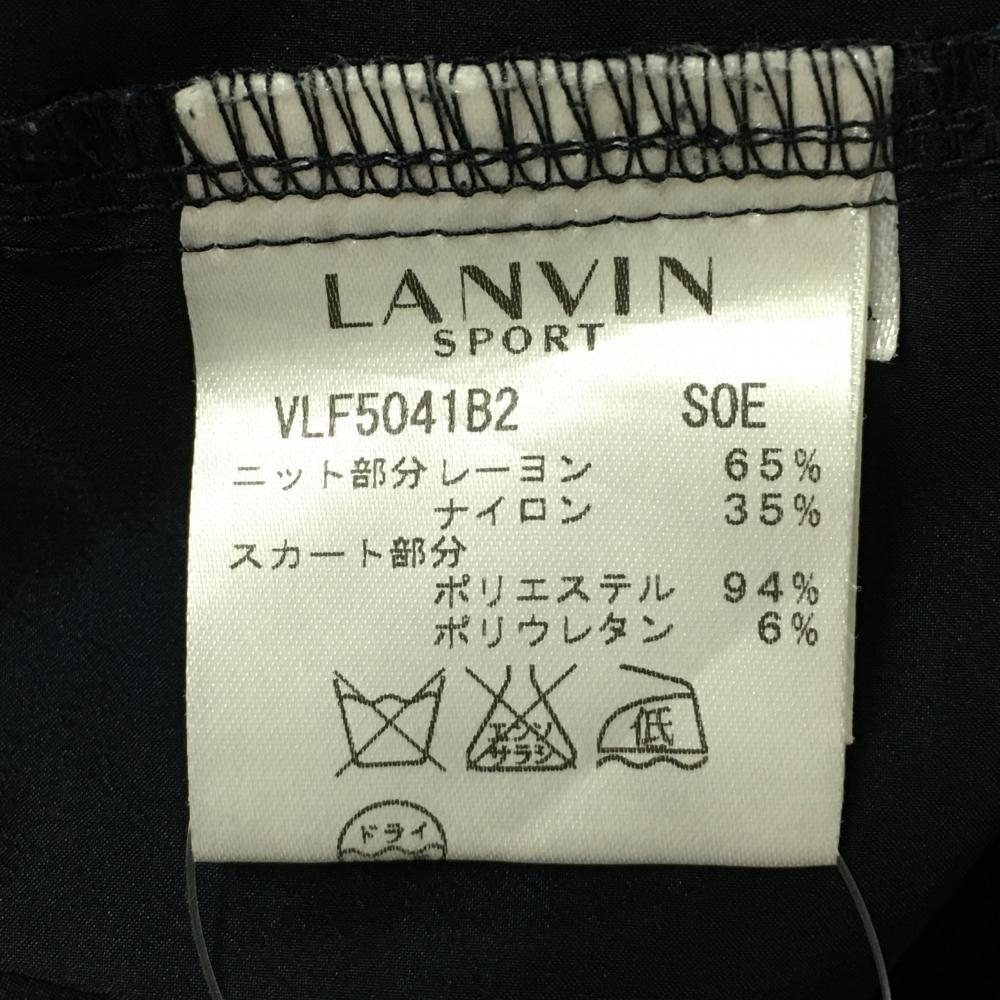 LANVIN
SPORT
VLF5041B2 SOE
ニット部分 レーヨン 65%
ナイロン 35%
スカート部分
ポリエステル 94%
ポリウレタン 6%
エンソ
サラシ
低
ドライ